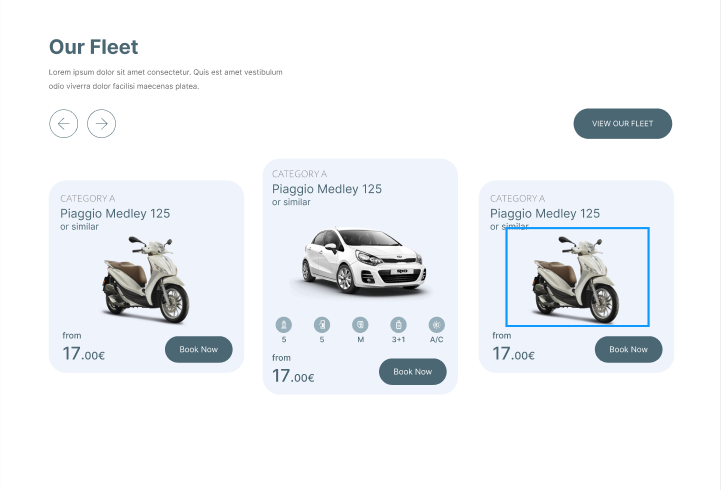 Our Fleet
Lorem ipsum dolor sit amet consectetur. Quis est amet vestibulum
odio viverra dolor facilisi maecenas platea.
VIEW OUR FLEET
CATEGORY A
Piaggio Medley 125
or similar
from
17.00€
Book Now
CATEGORY A
Piaggio Medley 125
or similar
5
5
M
3+1
A/C
from
17.00€
Book Now
CATEGORY A
Piaggio Medley 125
or similar
from
17.00€
Book Now